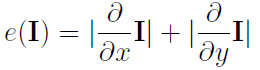 e(𝐈) = |∂/∂x 𝐈| + |∂/∂y 𝐈|